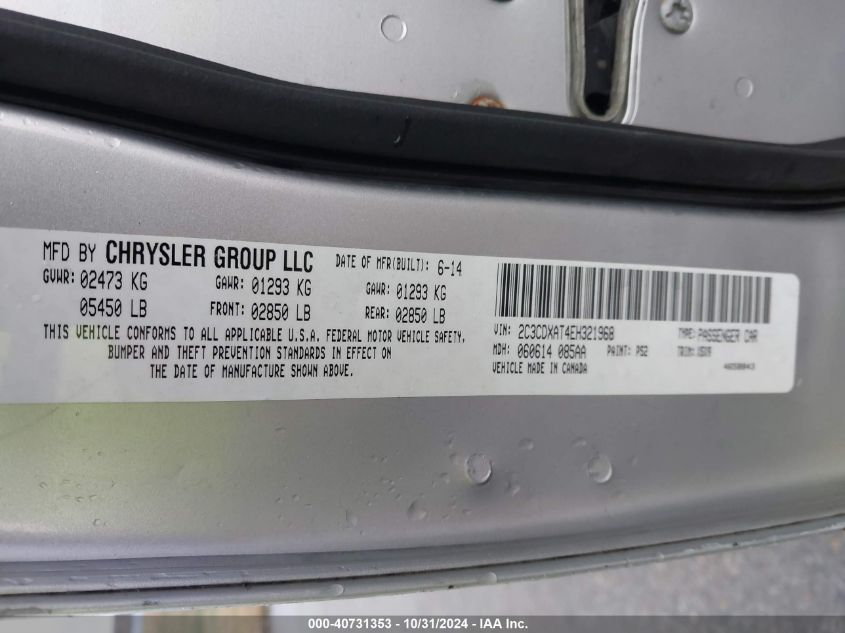 MFD BY CHRYSLER GROUP LLC DATE OF MFR(BUILT): 6-14
GVWR: 02473 KG GAWR: 01293 KG GAWR: 01293 KG
05450 LB FRONT: 02850 LB REAR: 02850 LB
THIS VEHICLE CONFORMS TO ALL APPLICABLE U.S.A. FEDERAL MOTOR VEHICLE SAFETY,
BUMPER AND THEFT PREVENTION STANDARDS IN EFFECT ON
THE DATE OF MANUFACTURE SHOWN ABOVE.
VIN: 2C3CDXAT4EH321968 TYPE: PASSENGER CAR
MDH: 060614 085AA PAINT: PS2 TRIM:
VEHICLE MADE IN CANADA
000-40731353 - 10/31/2024 - IAA Inc.